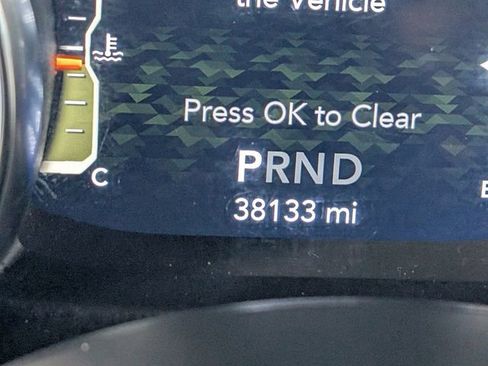 the Vehicle
Press OK to Clear
PRND
C
38133 mi